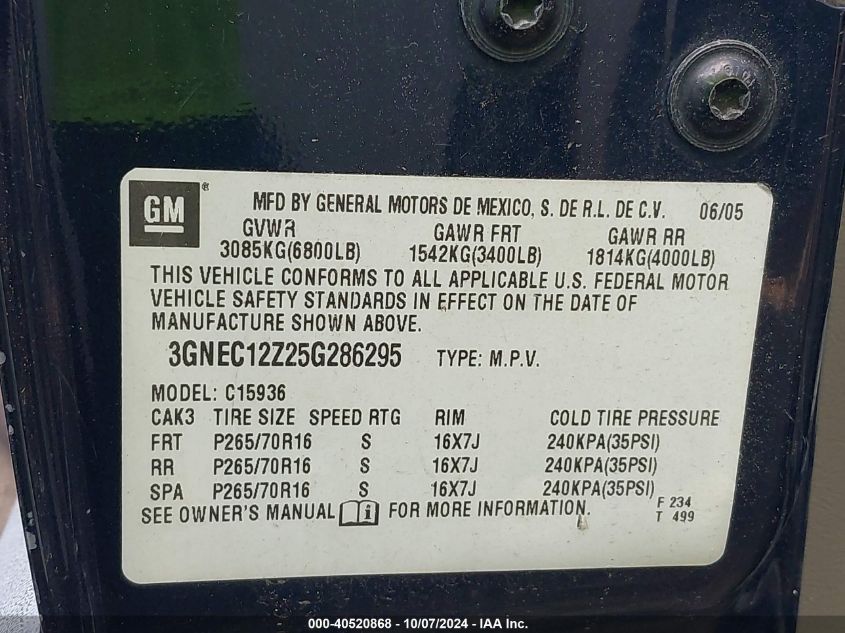 GM ®
MFD BY GENERAL MOTORS DE MEXICO, S. DE R.L. DE C.V. 06/05
GVWR GAWR FRT GAWR RR
3085KG(6800LB) 1542KG(3400LB) 1814KG(4000LB)
THIS VEHICLE CONFORMS TO ALL APPLICABLE U.S. FEDERAL MOTOR
VEHICLE SAFETY STANDARDS IN EFFECT ON THE DATE OF
MANUFACTURE SHOWN ABOVE.
3GNEC12Z25G286295 TYPE: M.P.V.
MODEL: C15936
CAK3 TIRE SIZE SPEED RTG RIM COLD TIRE PRESSURE
FRT P265/70R16 S 16X7J 240KPA(35PSI)
RR P265/70R16 S 16X7J 240KPA(35PSI)
SPA P265/70R16 S 16X7J 240KPA(35PSI)
SEE OWNER'S MANUAL i FOR MORE INFORMATION. F 234
T 499
000-40520868 - 10/07/2024 - IAA Inc.